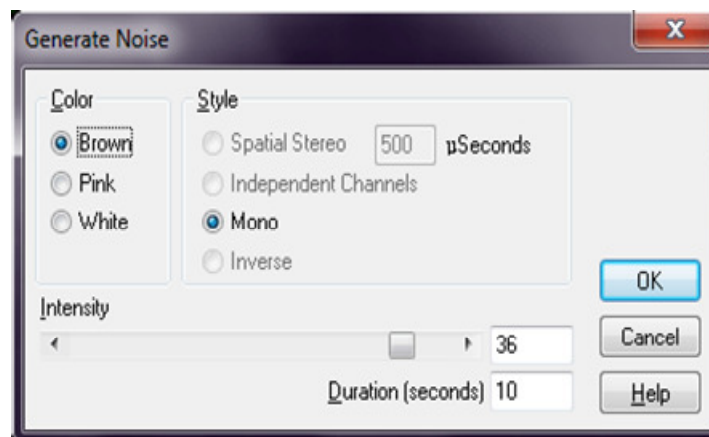 Generate Noise
X
Color
Brown
Pink
White
Style
Spatial Stereo 500 µSeconds
Independent Channels
Mono
Inverse
Intensity
36
Duration (seconds) 10
OK
Cancel
Help